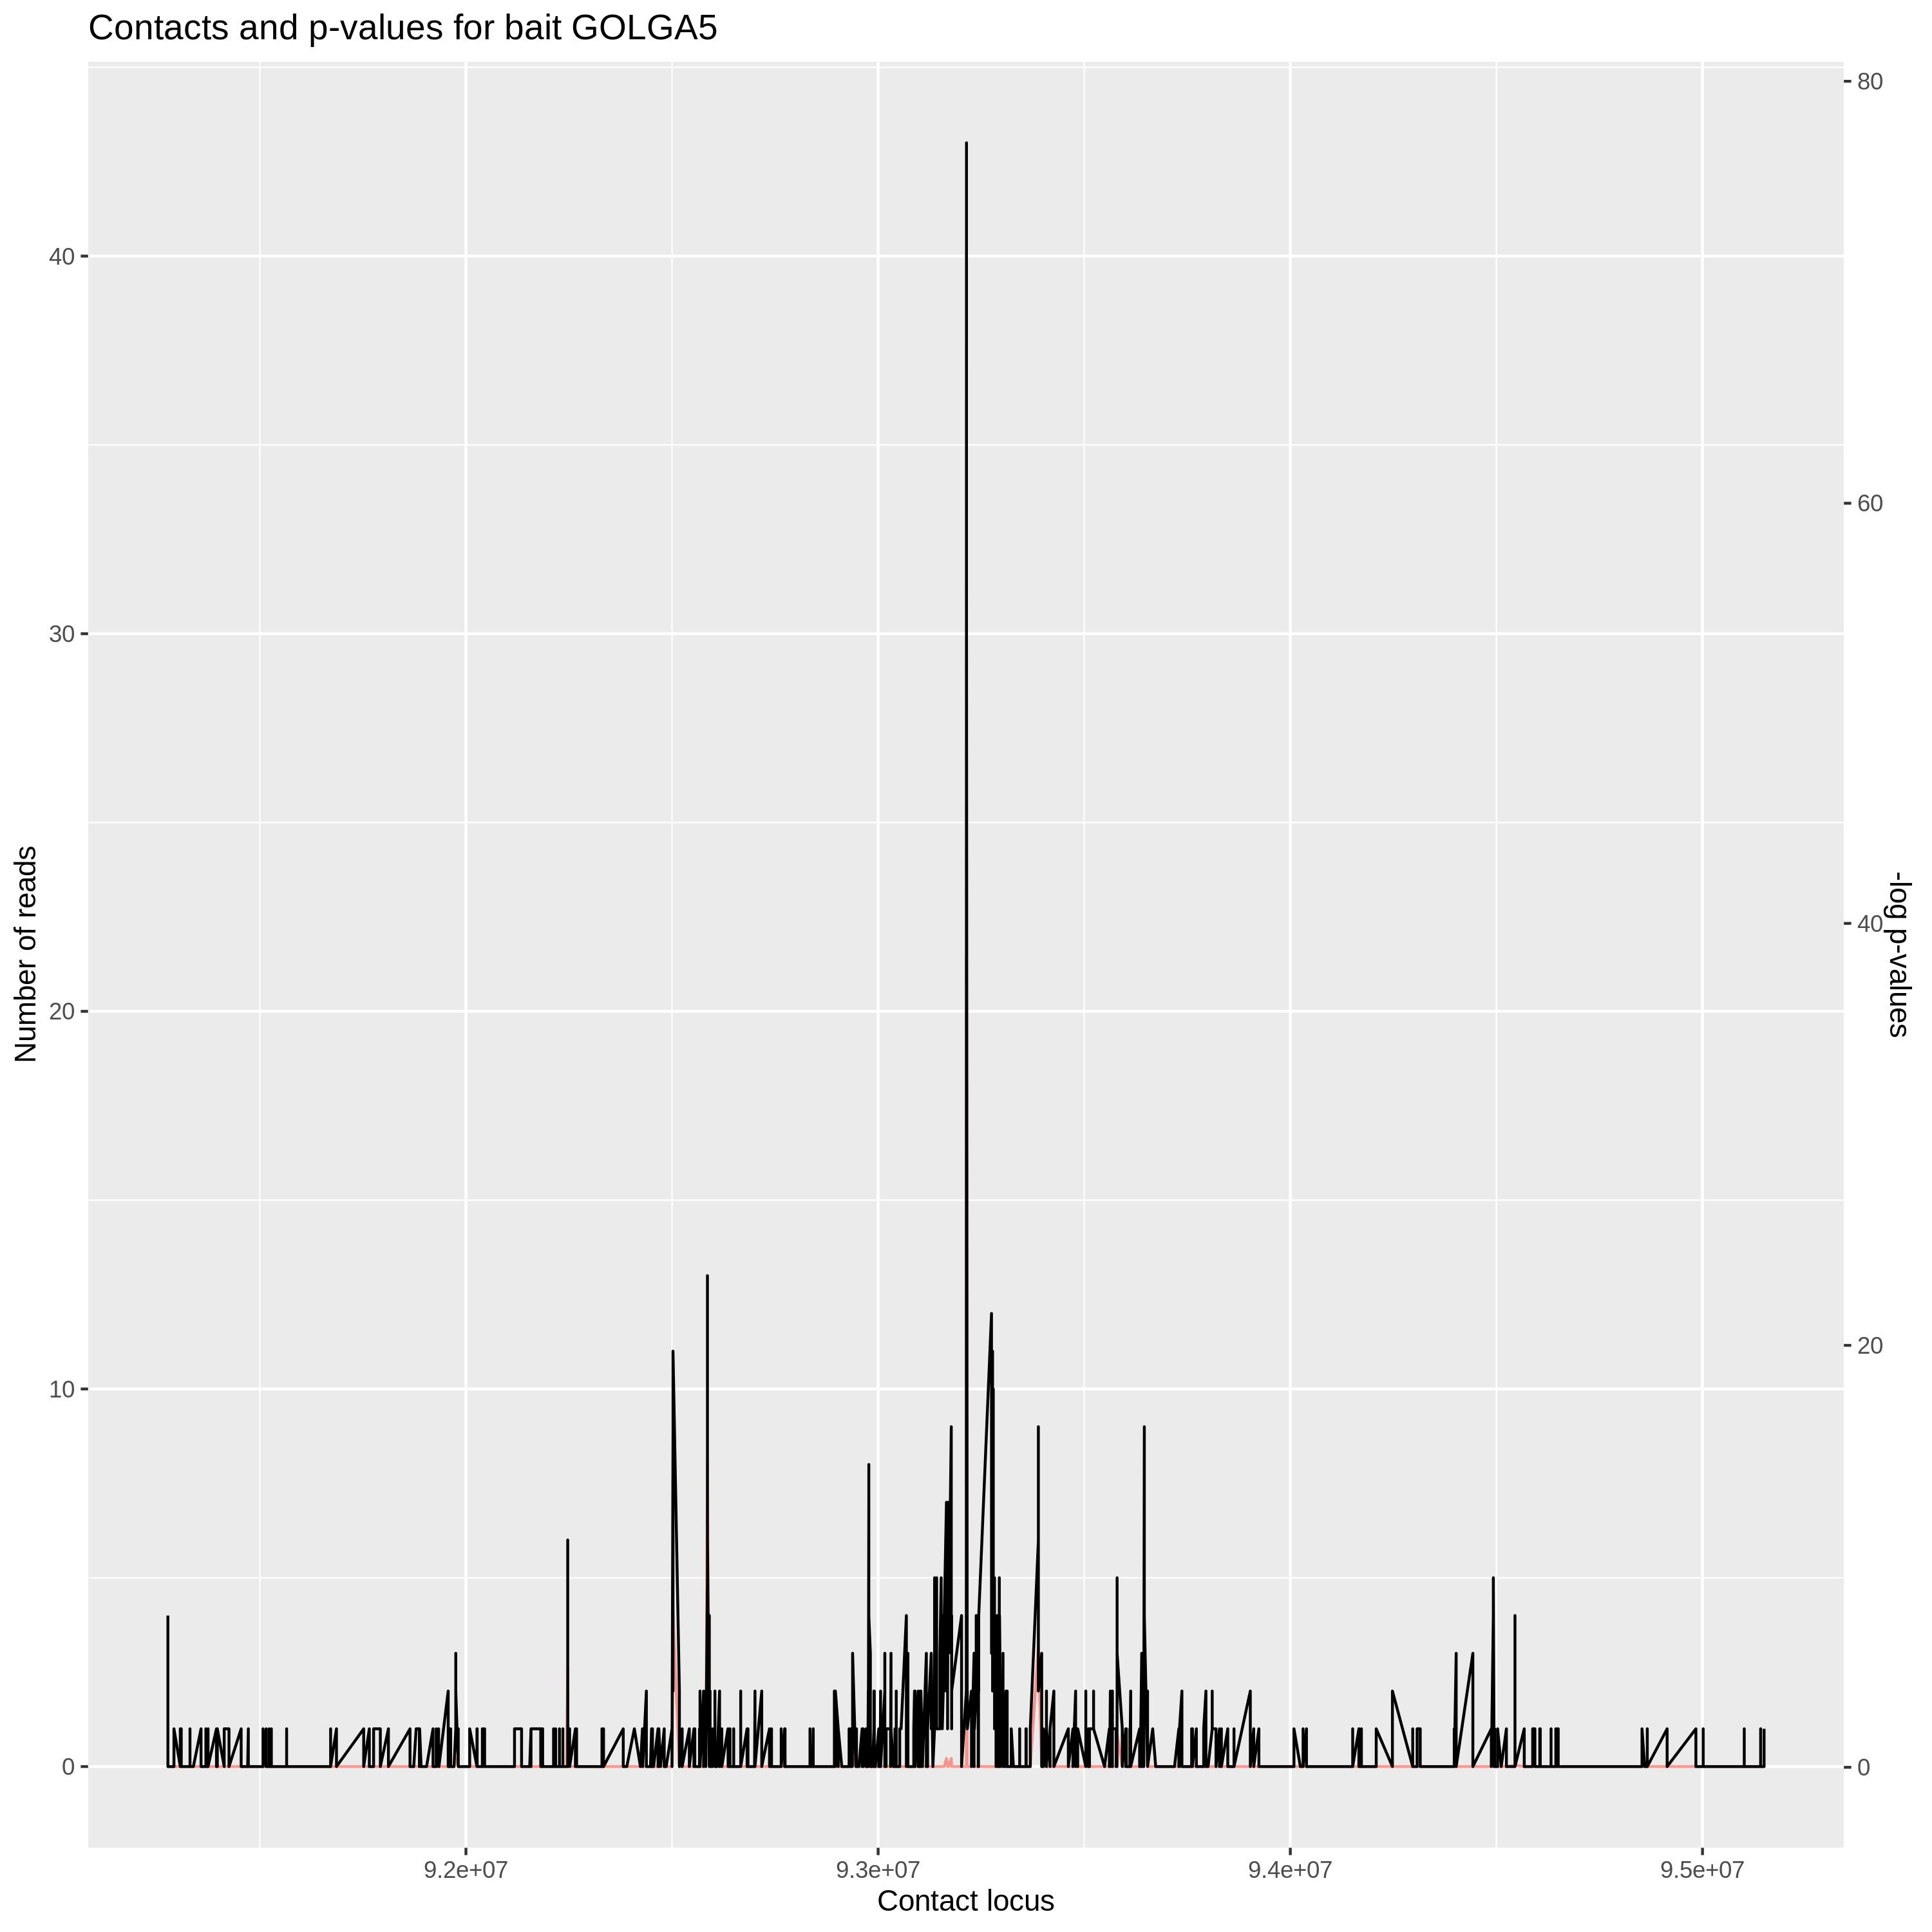 Contacts and p-values for bait GOLGA5
80
40
60
30
Number of reads
-log p-values
40
20
20
10
0
0
9.2e+07
9.3e+07
9.4e+07
9.5e+07
Contact locus